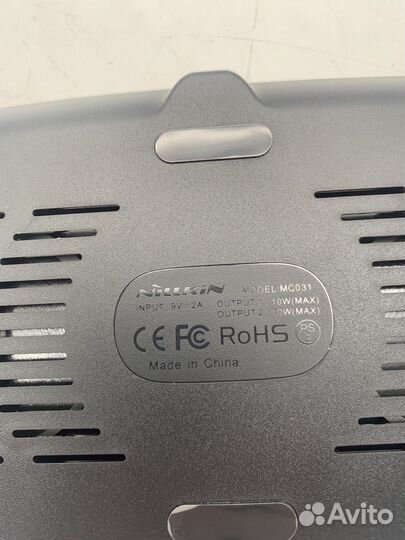 NILLKIN MODEL:MC031
INPUT: 9V 2A OUTPUT 1: 10W(MAX)
OUTPUT 2: 10W(MAX)
CE FC RoHS PS E
Made in China
Avito